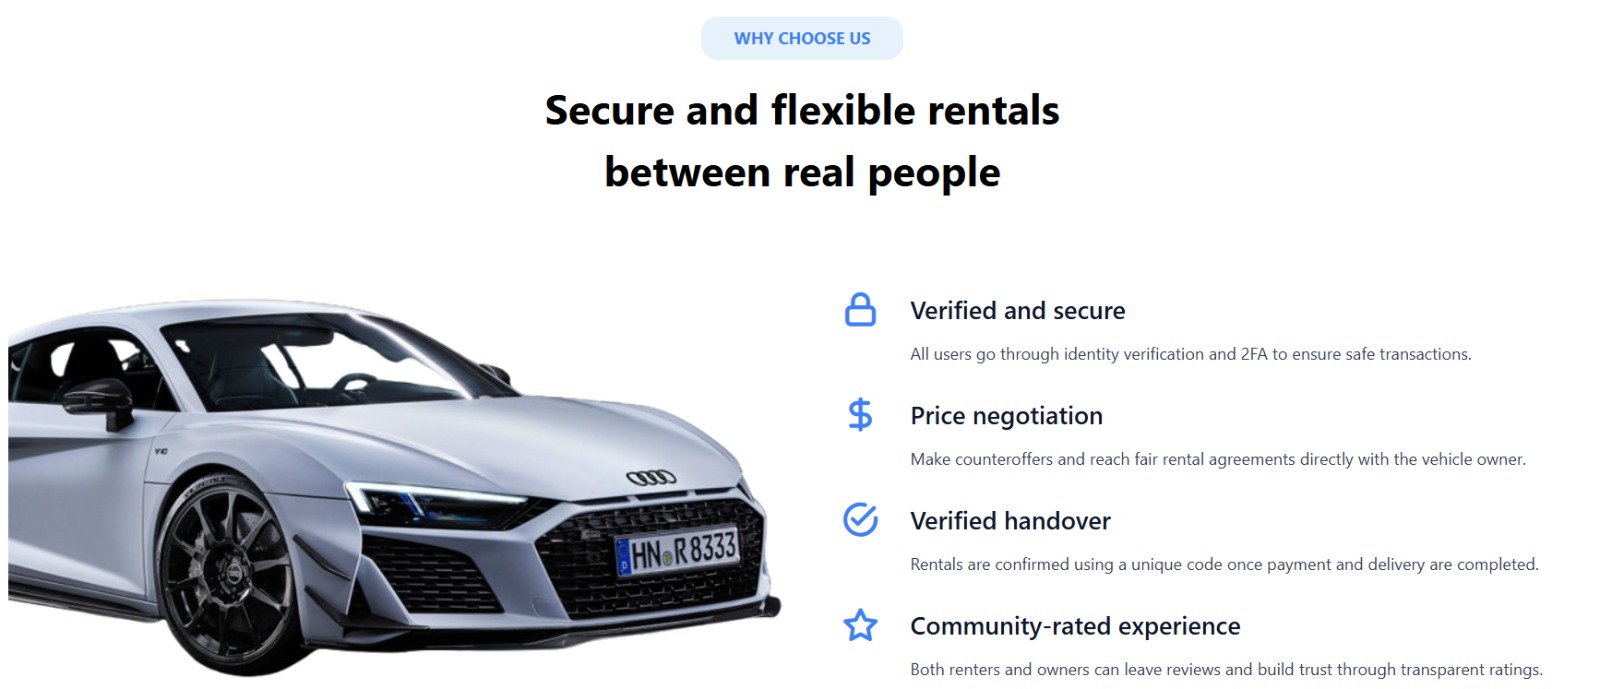 WHY CHOOSE US
Secure and flexible rentals
between real people
Verified and secure
All users go through identity verification and 2FA to ensure safe transactions.
Price negotiation
Make counteroffers and reach fair rental agreements directly with the vehicle owner.
Verified handover
Rentals are confirmed using a unique code once payment and delivery are completed.
Community-rated experience
Both renters and owners can leave reviews and build trust through transparent ratings.
V10
HN R 8333
D